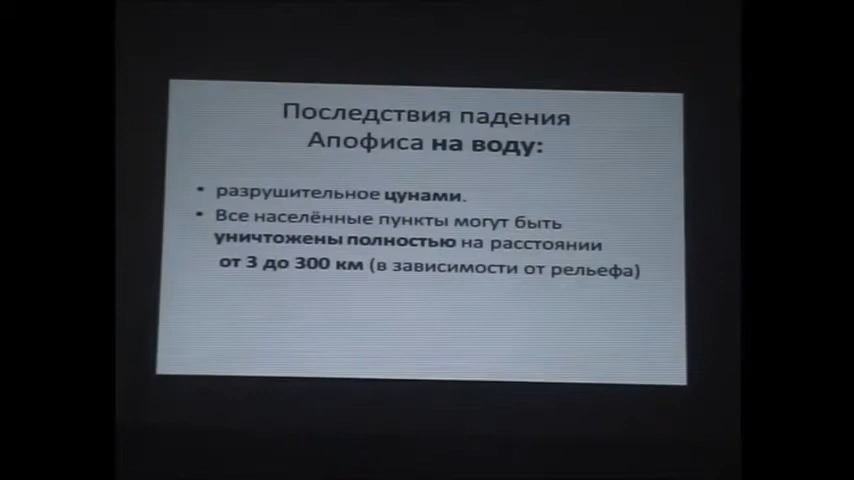 Последствия падения
Апофиса на воду:
• разрушительное цунами.
• Все населённые пункты могут быть
уничтожены полностью на расстоянии
от 3 до 300 км (в зависимости от рельефа)